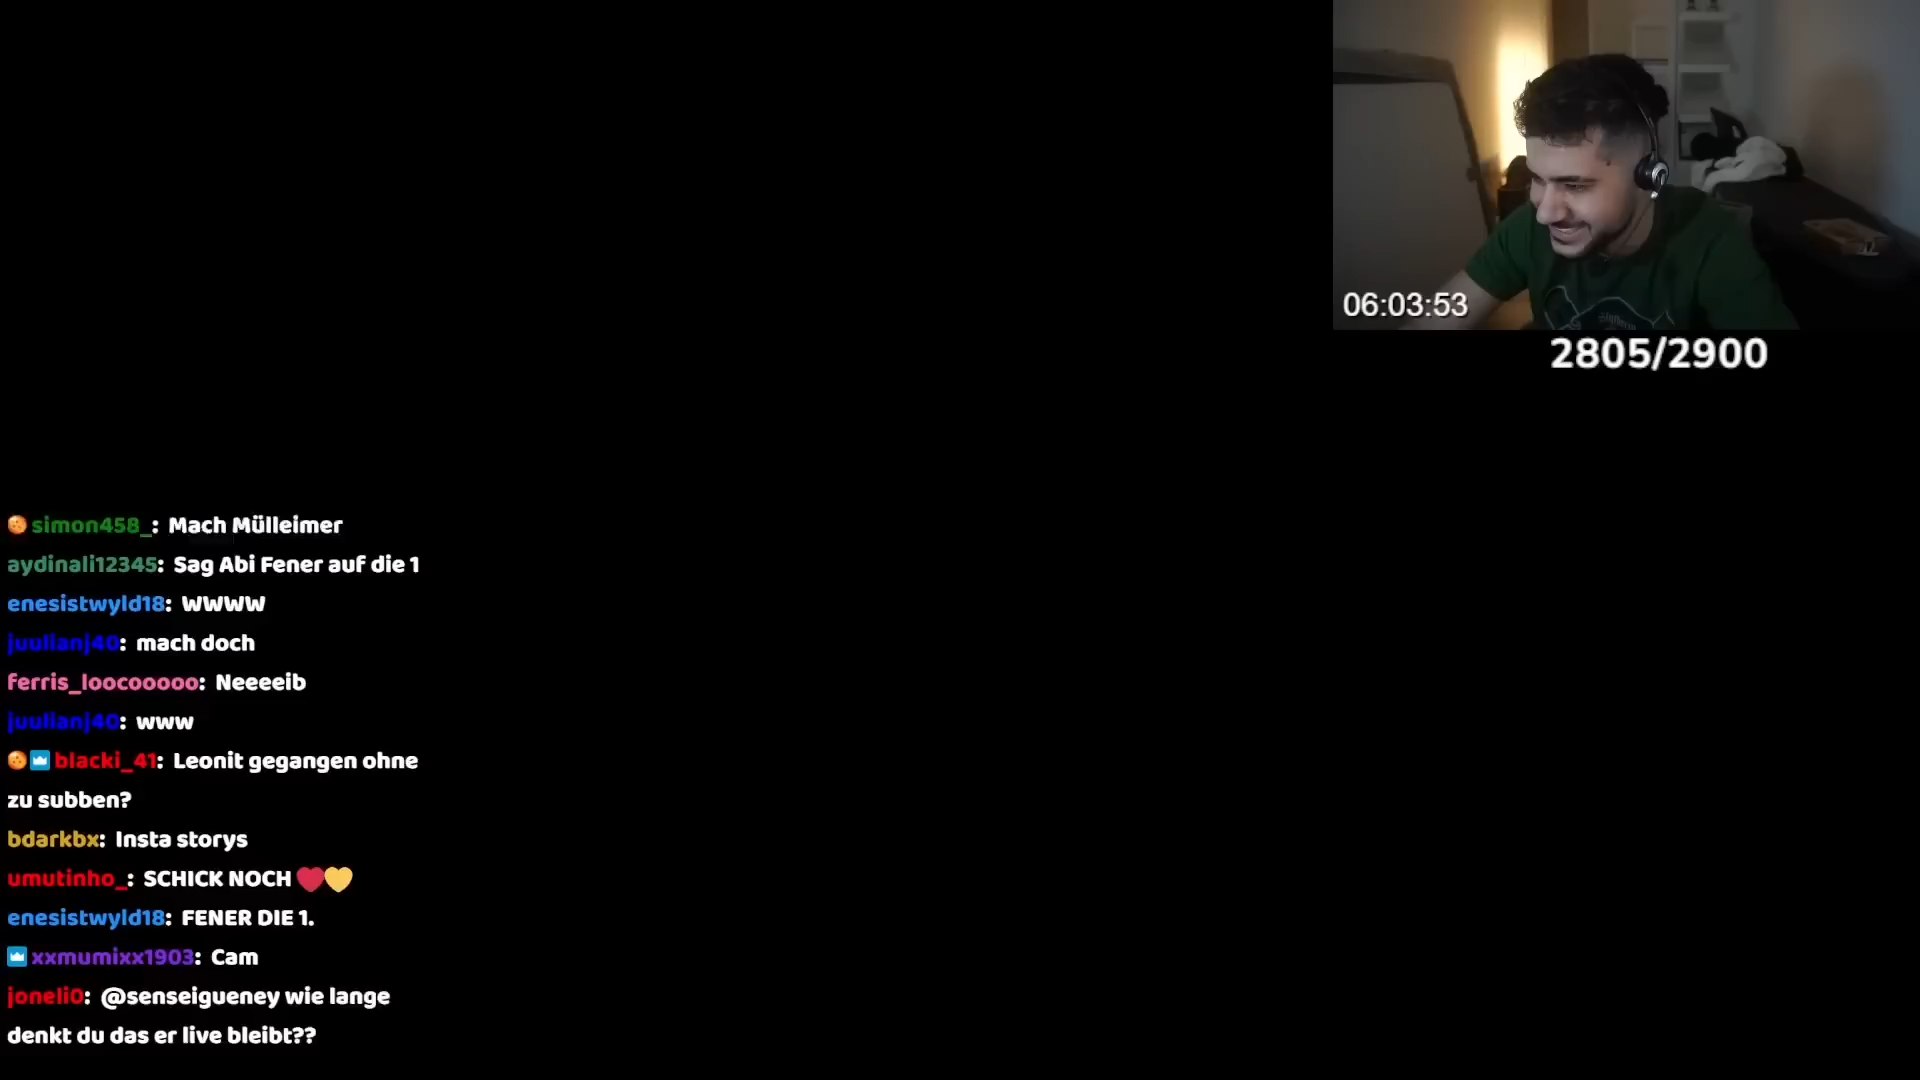 06:03:53
2805/2900
simon458_: Mach Mülleimer
aydinali12345: Sag Abi Fener auf die 1
enesistwyld18: WWWW
juulianj40: mach doch
ferris_loocooooo: Neeeeib
juulianj40: www
blacki_41: Leonit gegangen ohne
zu subben?
bdarkbx: Insta storys
umutinho_: SCHICK NOCH ❤️💛
enesistwyld18: FENER DIE 1.
xxmumixx1903: Cam
joneli0: @senseigueney wie lange
denkt du das er live bleibt??